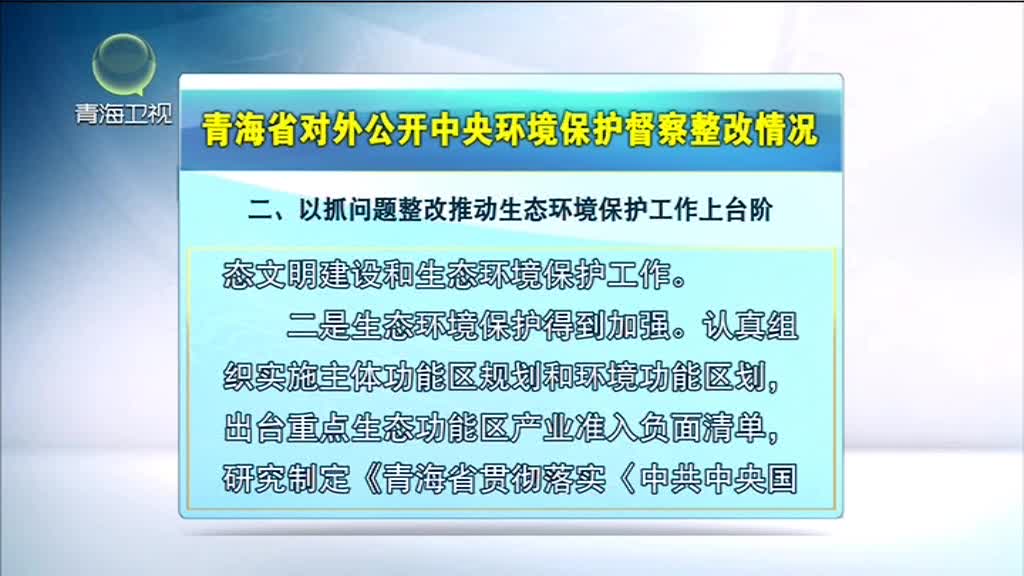 青海卫视
青海省对外公开中央环境保护督察整改情况
二、以抓问题整改推动生态环境保护工作上台阶
态文明建设和生态环境保护工作。
二是生态环境保护得到加强。认真组
织实施主体功能区规划和环境功能区划，
出台重点生态功能区产业准入负面清单，
研究制定《青海省贯彻落实〈中共中央国